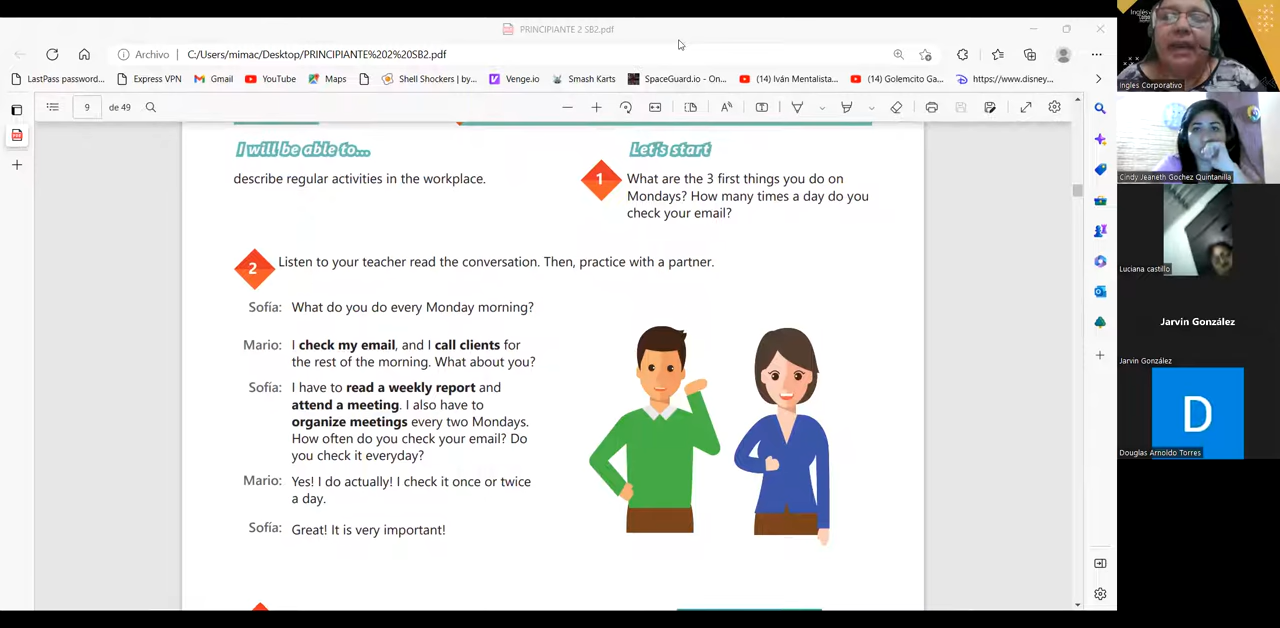 PRINCIPIANTE 2 SB2.pdf
Archivo
C:/Users/mimac/Desktop/PRINCIPIANTE%202%20SB2.pdf
LastPass password...
Express VPN
Gmail
YouTube
Maps
Shell Shockers | by...
Venge.io
Smash Karts
SpaceGuard.io - On...
(14) Iván Mentalista...
(14) Golemcito Ga...
https://www.disney...
9
de 49
I will be able to...
describe regular activities in the workplace.
Let's start
1
What are the 3 first things you do on
Mondays? How many times a day do you
check your email?
2
Listen to your teacher read the conversation. Then, practice with a partner.
Sofía: What do you do every Monday morning?
Mario: I check my email, and I call clients for
the rest of the morning. What about you?
Sofía: I have to read a weekly report and
attend a meeting. I also have to
organize meetings every two Mondays.
How often do you check your email? Do
you check it everyday?
Mario: Yes! I do actually! I check it once or twice
a day.
Sofía: Great! It is very important!
Inglés Corporativo
Cindy Jeaneth Gochez Quintanilla
Luciana castillo
Jarvin González
Jarvin González
D
Douglas Arnoldo Torres